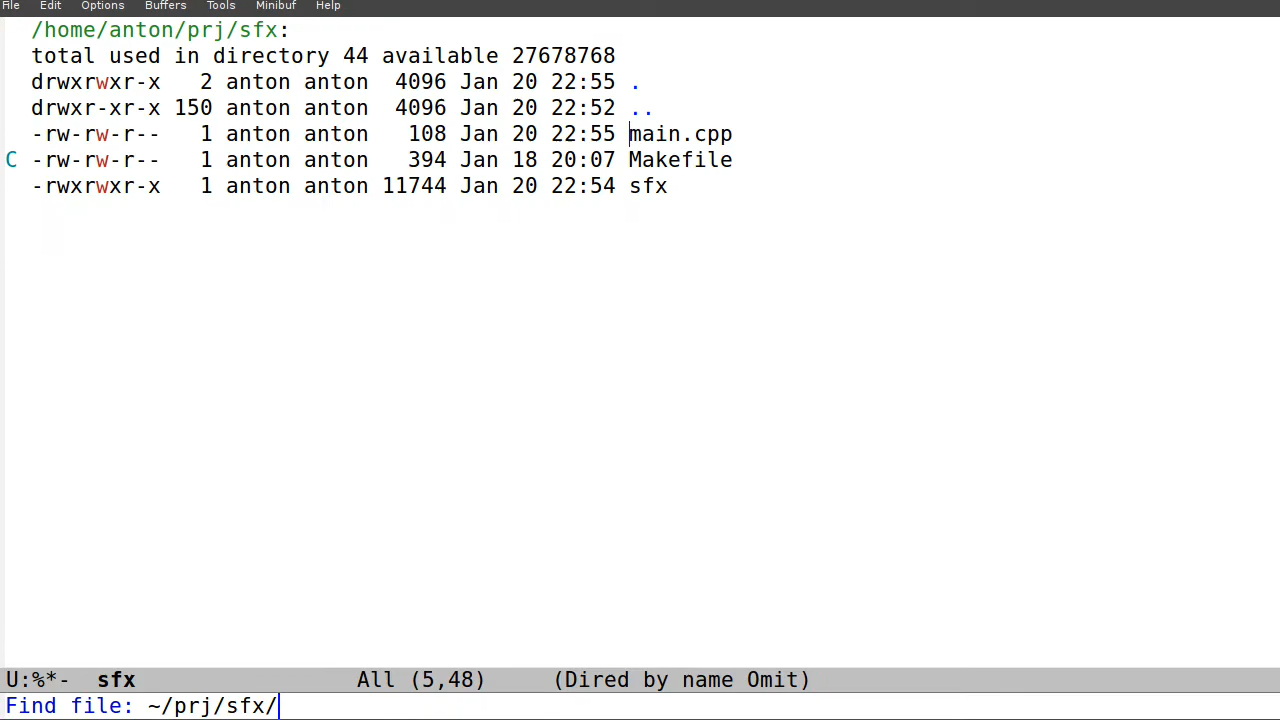 File Edit Options Buffers Tools Minibuf Help
/home/anton/prj/sfx:
total used in directory 44 available 27678768
drwxrwxr-x   2 anton anton  4096 Jan 20 22:55 .
drwxr-xr-x 150 anton anton  4096 Jan 20 22:52 ..
-rw-rw-r--   1 anton anton   108 Jan 20 22:55 main.cpp
C -rw-rw-r--   1 anton anton   394 Jan 18 20:07 Makefile
-rwxrwxr-x   1 anton anton 11744 Jan 20 22:54 sfx
U:%*-  sfx                 All (5,48)     (Dired by name Omit)
Find file: ~/prj/sfx/